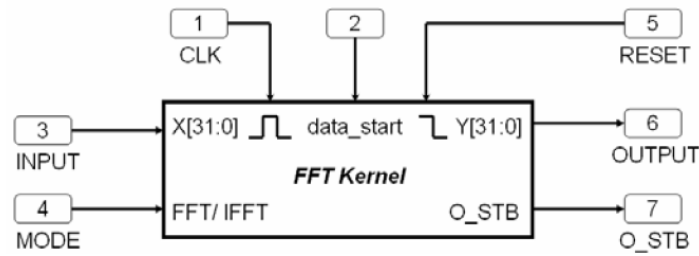 1
2
5
CLK
RESET
X[31:0] data_start Y[31:0]
3
6
INPUT
OUTPUT
FFT Kernel
4
FFT/ IFFT
O_STB
7
MODE
O_STB